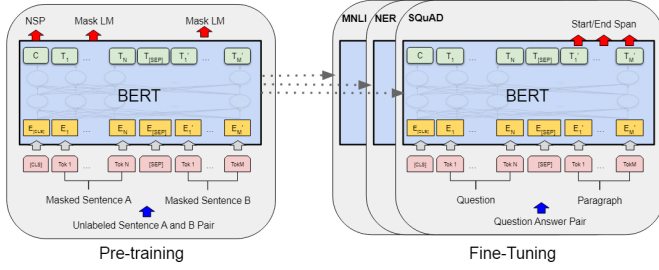 NSP Mask LM Mask LM
C T1 ... TN T[SEP] T1' ... TM'
BERT
E[CLS] E1 ... EN E[SEP] E1' ... EM'
[CLS] Tok 1 ... Tok N [SEP] Tok 1 ... TokM
Masked Sentence A Masked Sentence B
Unlabeled Sentence A and B Pair
Pre-training
MNLI NER SQuAD
Start/End Span
C T1 ... TN T[SEP] T1' ... TM'
BERT
E[CLS] E1 ... EN E[SEP] E1' ... EM'
[CLS] Tok 1 ... Tok N [SEP] Tok 1 ... TokM
Question Paragraph
Question Answer Pair
Fine-Tuning